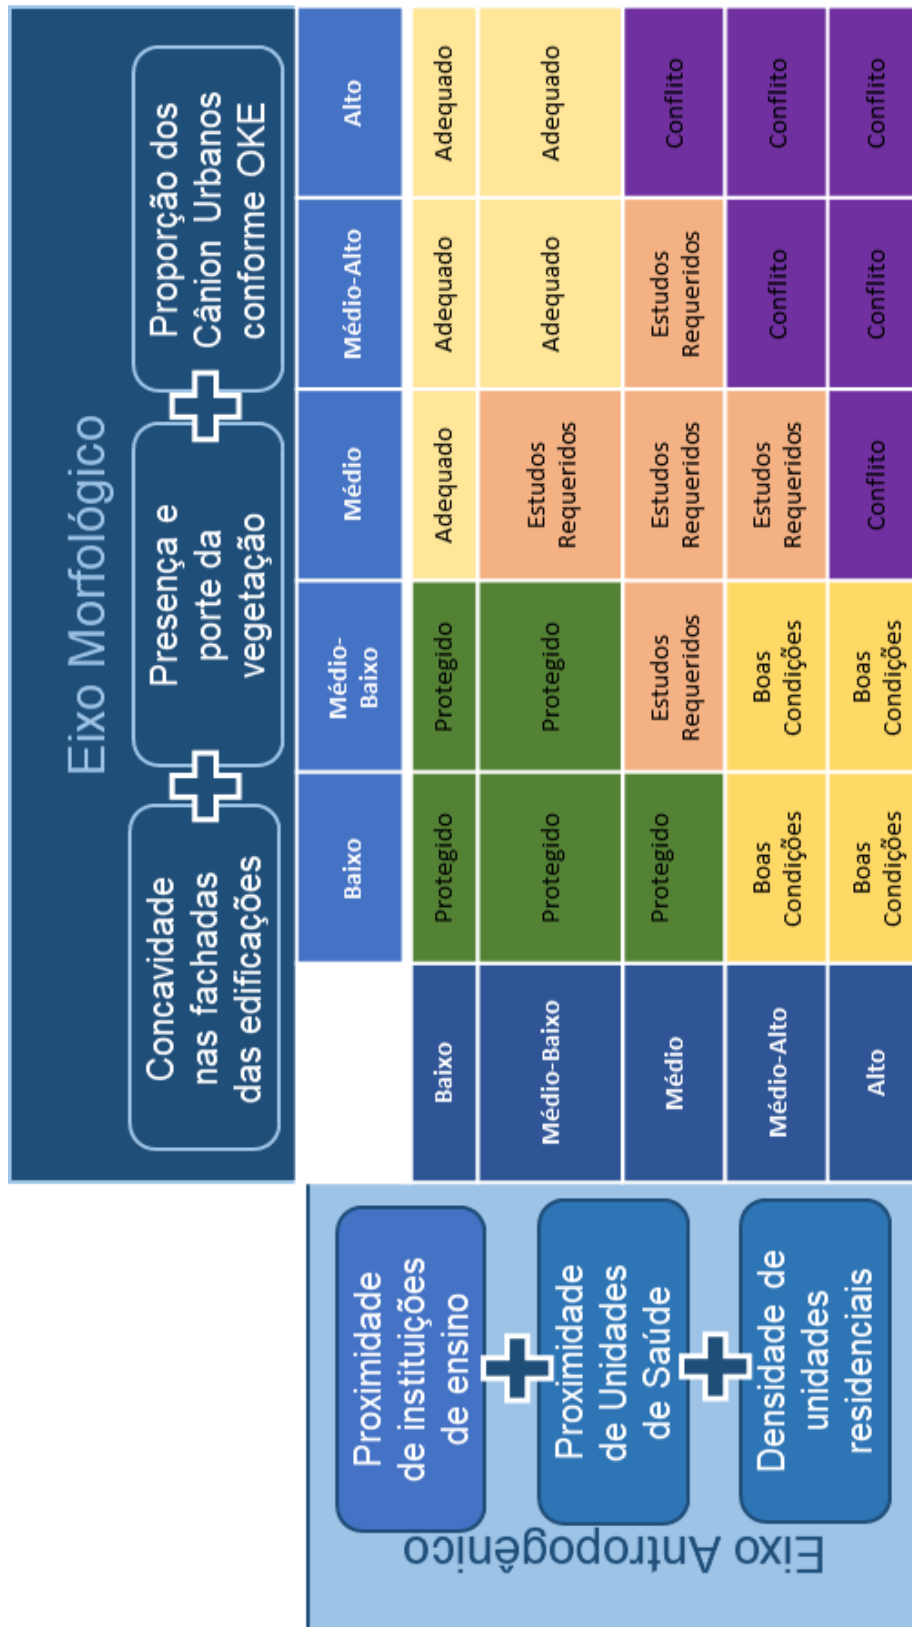 Eixo Morfológico
Concavidade
nas fachadas
das edificações
Presença e
porte da
vegetação
Proporção dos
Cânion Urbanos
conforme OKE
Baixo
Médio-
Baixo
Médio
Médio-Alto
Alto
Eixo Antropogênico
Proximidade
de instituições
de ensino
Proximidade
de Unidades
de Saúde
Densidade de
unidades
residenciais
Baixo
Protegido
Protegido
Adequado
Adequado
Adequado
Médio-Baixo
Protegido
Protegido
Estudos
Requeridos
Adequado
Adequado
Médio
Protegido
Estudos
Requeridos
Estudos
Requeridos
Estudos
Requeridos
Conflito
Médio-Alto
Boas
Condições
Boas
Condições
Estudos
Requeridos
Conflito
Conflito
Alto
Boas
Condições
Boas
Condições
Conflito
Conflito
Conflito